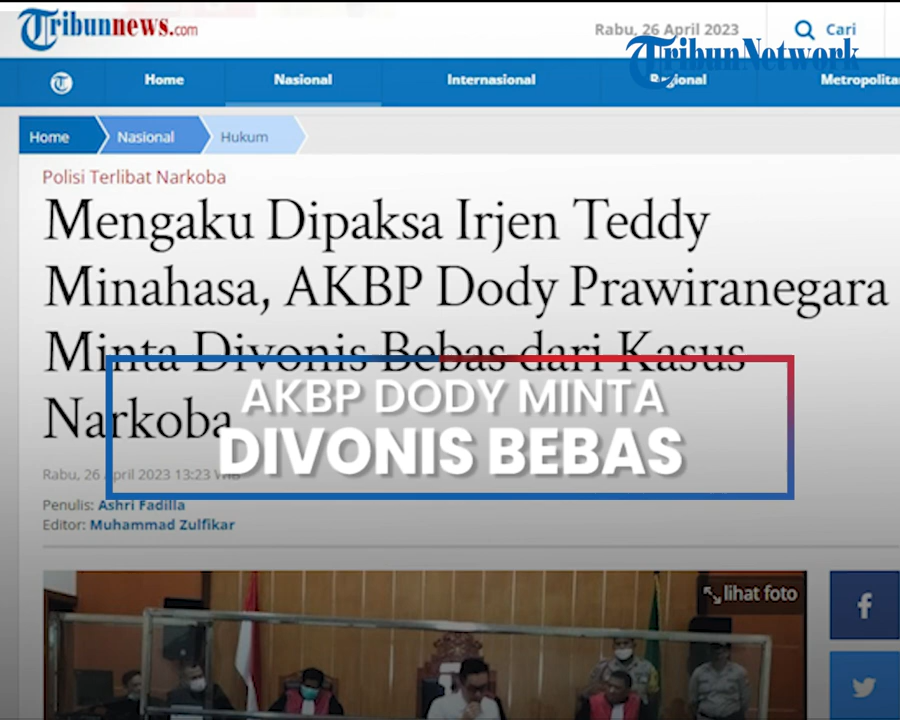 Tribunnews.com
Rabu, 26 April 2023
Cari
TribunNetwork
Home
Nasional
Internasional
Regional
Metropolitan
Home
Nasional
Hukum
Polisi Terlibat Narkoba
Mengaku Dipaksa Irjen Teddy
Minahasa, AKBP Dody Prawiranegara
Minta Divonis Bebas dari Kasus
Narkoba
AKBP DODY MINTA
DIVONIS BEBAS
Rabu, 26 April 2023 13:23 WIB
Penulis: Ashri Fadilla
Editor: Muhammad Zulfikar
lihat foto